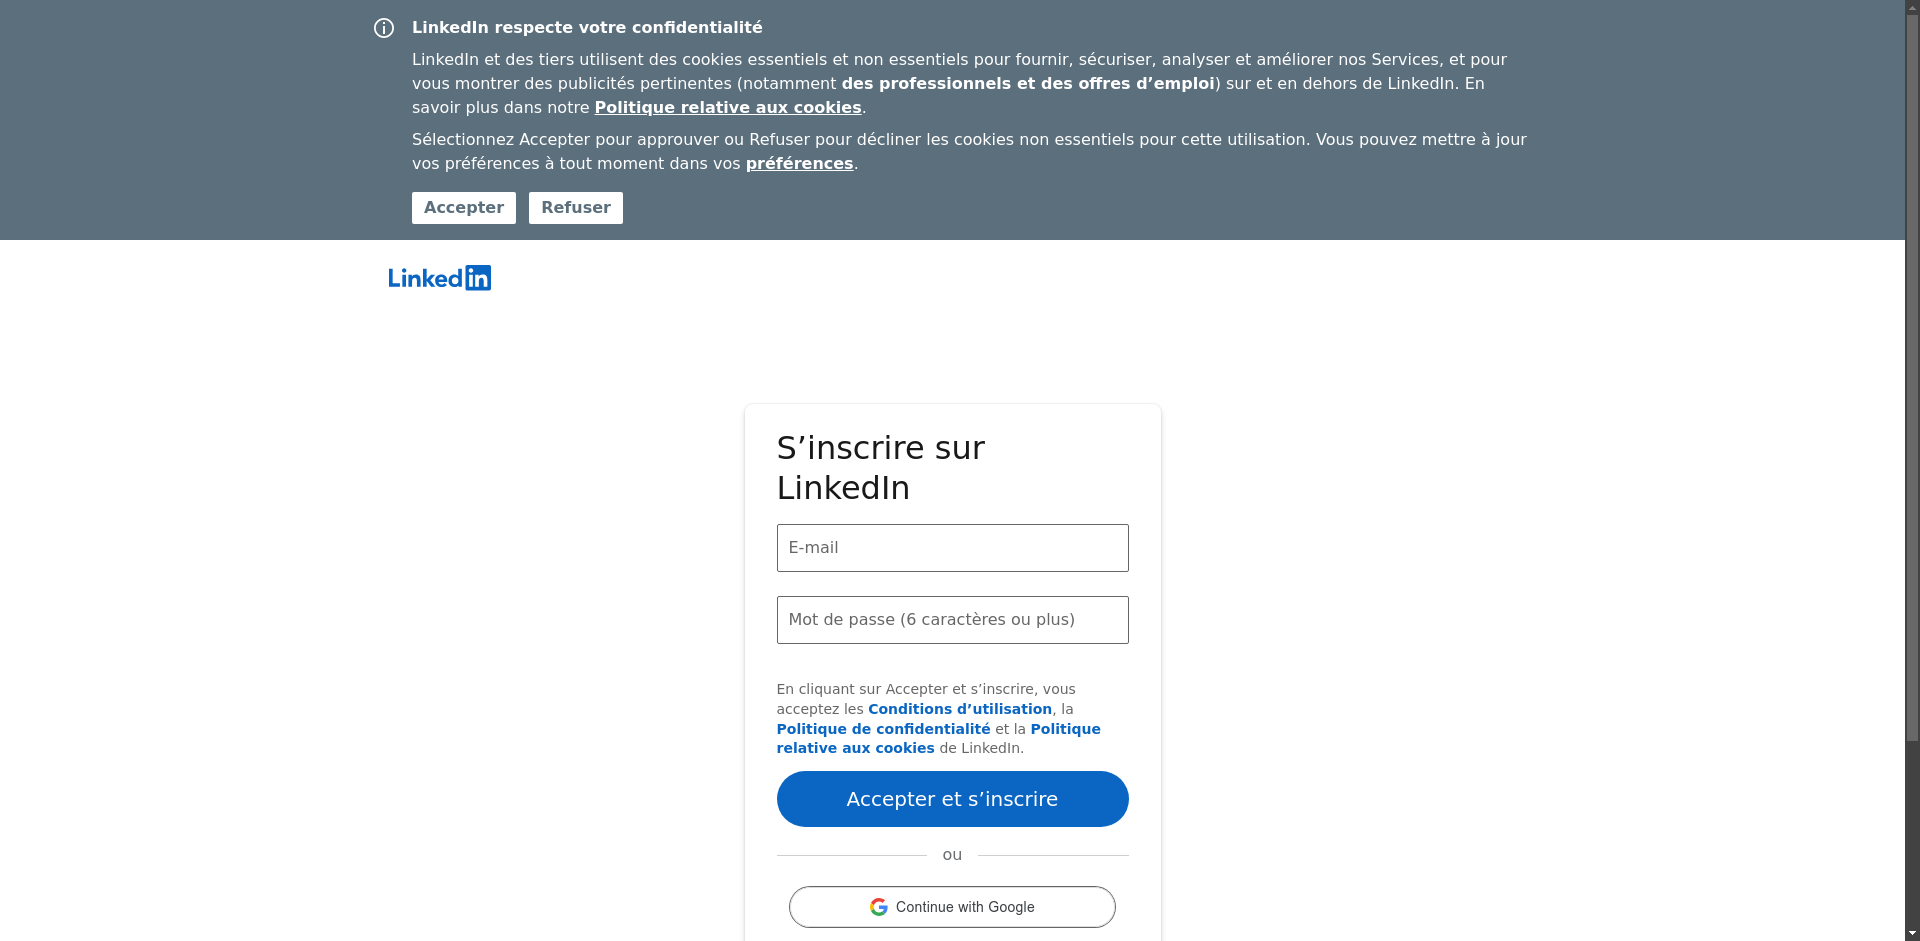 LinkedIn respecte votre confidentialité
LinkedIn et des tiers utilisent des cookies essentiels et non essentiels pour fournir, sécuriser, analyser et améliorer nos Services, et pour
vous montrer des publicités pertinentes (notamment des professionnels et des offres d’emploi) sur et en dehors de LinkedIn. En
savoir plus dans notre Politique relative aux cookies.
Sélectionnez Accepter pour approuver ou Refuser pour décliner les cookies non essentiels pour cette utilisation. Vous pouvez mettre à jour
vos préférences à tout moment dans vos préférences.
Accepter Refuser
Linkedin
S’inscrire sur
LinkedIn
E-mail
Mot de passe (6 caractères ou plus)
En cliquant sur Accepter et s’inscrire, vous
acceptez les Conditions d’utilisation, la
Politique de confidentialité et la Politique
relative aux cookies de LinkedIn.
Accepter et s’inscrire
ou
Continue with Google